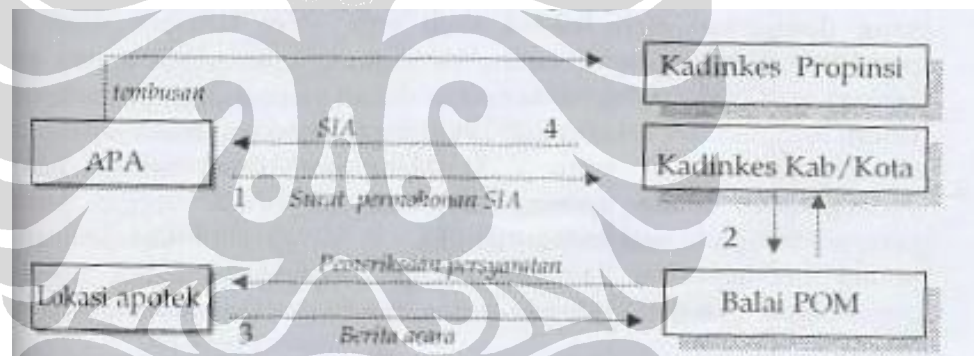 Kadinkes Propinsi
tembusan
SIA 4
APA
Kadinkes Kab/Kota
1 Surat permohonan SIA
2
Pemeriksaan persyaratan
Lokasi apotek
Balai POM
3 Berita acara